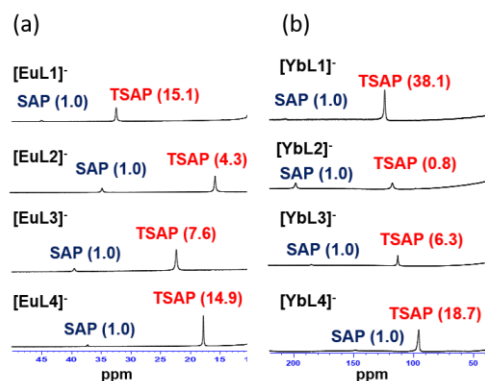 (a)
[EuL1]-
SAP (1.0)
TSAP (15.1)
[EuL2]-
SAP (1.0)
TSAP (4.3)
[EuL3]-
SAP (1.0)
TSAP (7.6)
[EuL4]-
SAP (1.0)
TSAP (14.9)
45 40 35 30 25 20 15 1
ppm
(b)
[YbL1]-
SAP (1.0)
TSAP (38.1)
[YbL2]-
SAP (1.0)
TSAP (0.8)
[YbL3]-
SAP (1.0)
TSAP (6.3)
[YbL4]-
SAP (1.0)
TSAP (18.7)
200 150 100 50
ppm